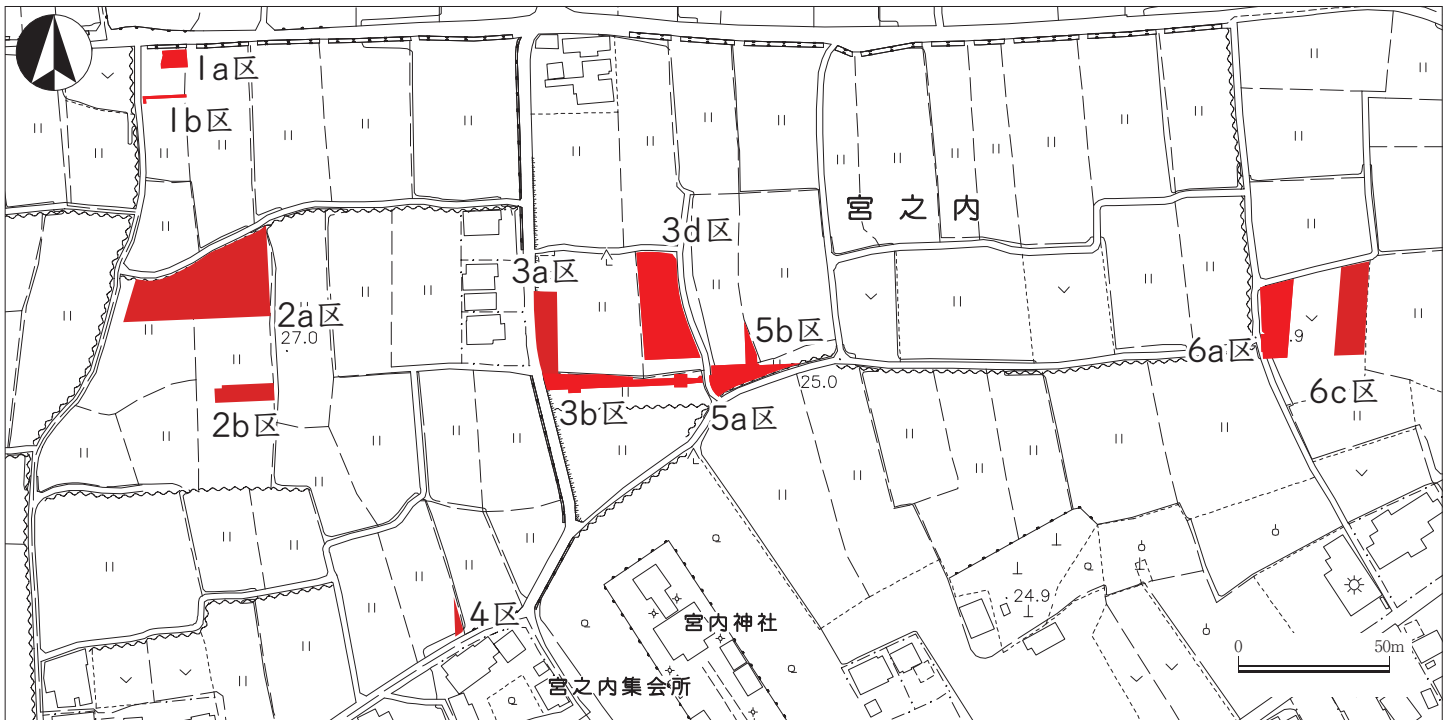 1a区
1b区
宮之内
3d区
3a区
2a区
27.0
5b区
6a区
.9
25.0
6c区
3b区
5a区
2b区
24.9
4区
宮内神社
0 50m
宮之内集会所